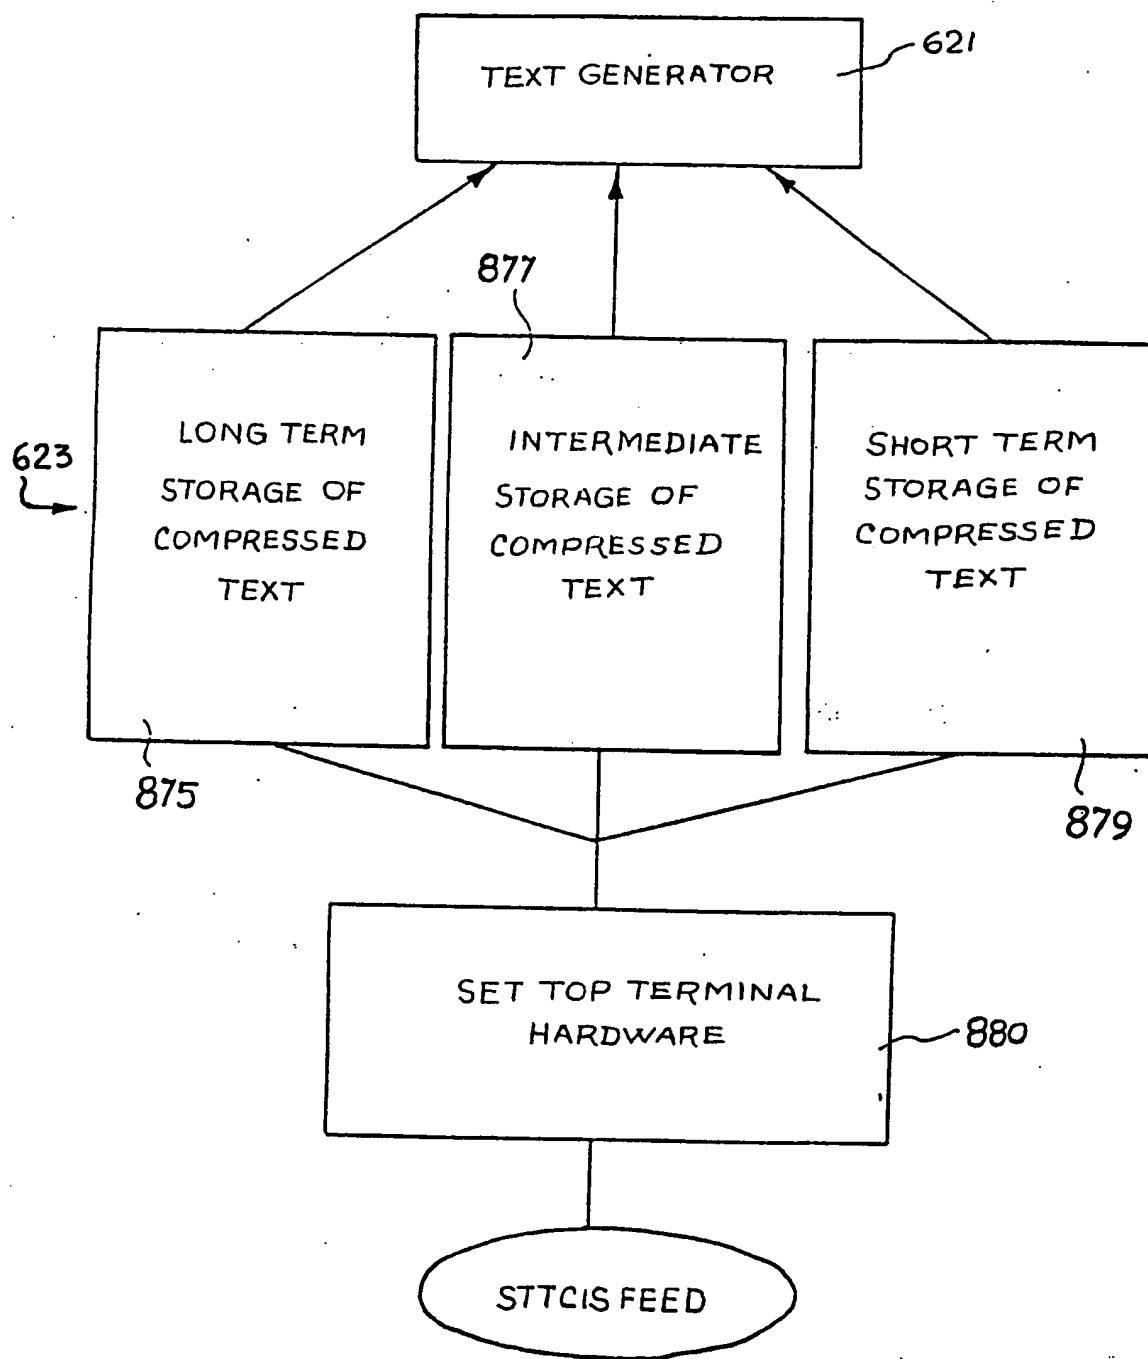 TEXT GENERATOR
621
877
623
LONG TERM
STORAGE OF
COMPRESSED
TEXT
INTERMEDIATE
STORAGE OF
COMPRESSED
TEXT
SHORT TERM
STORAGE OF
COMPRESSED
TEXT
875
879
SET TOP TERMINAL
HARDWARE
880
STTCIS FEED